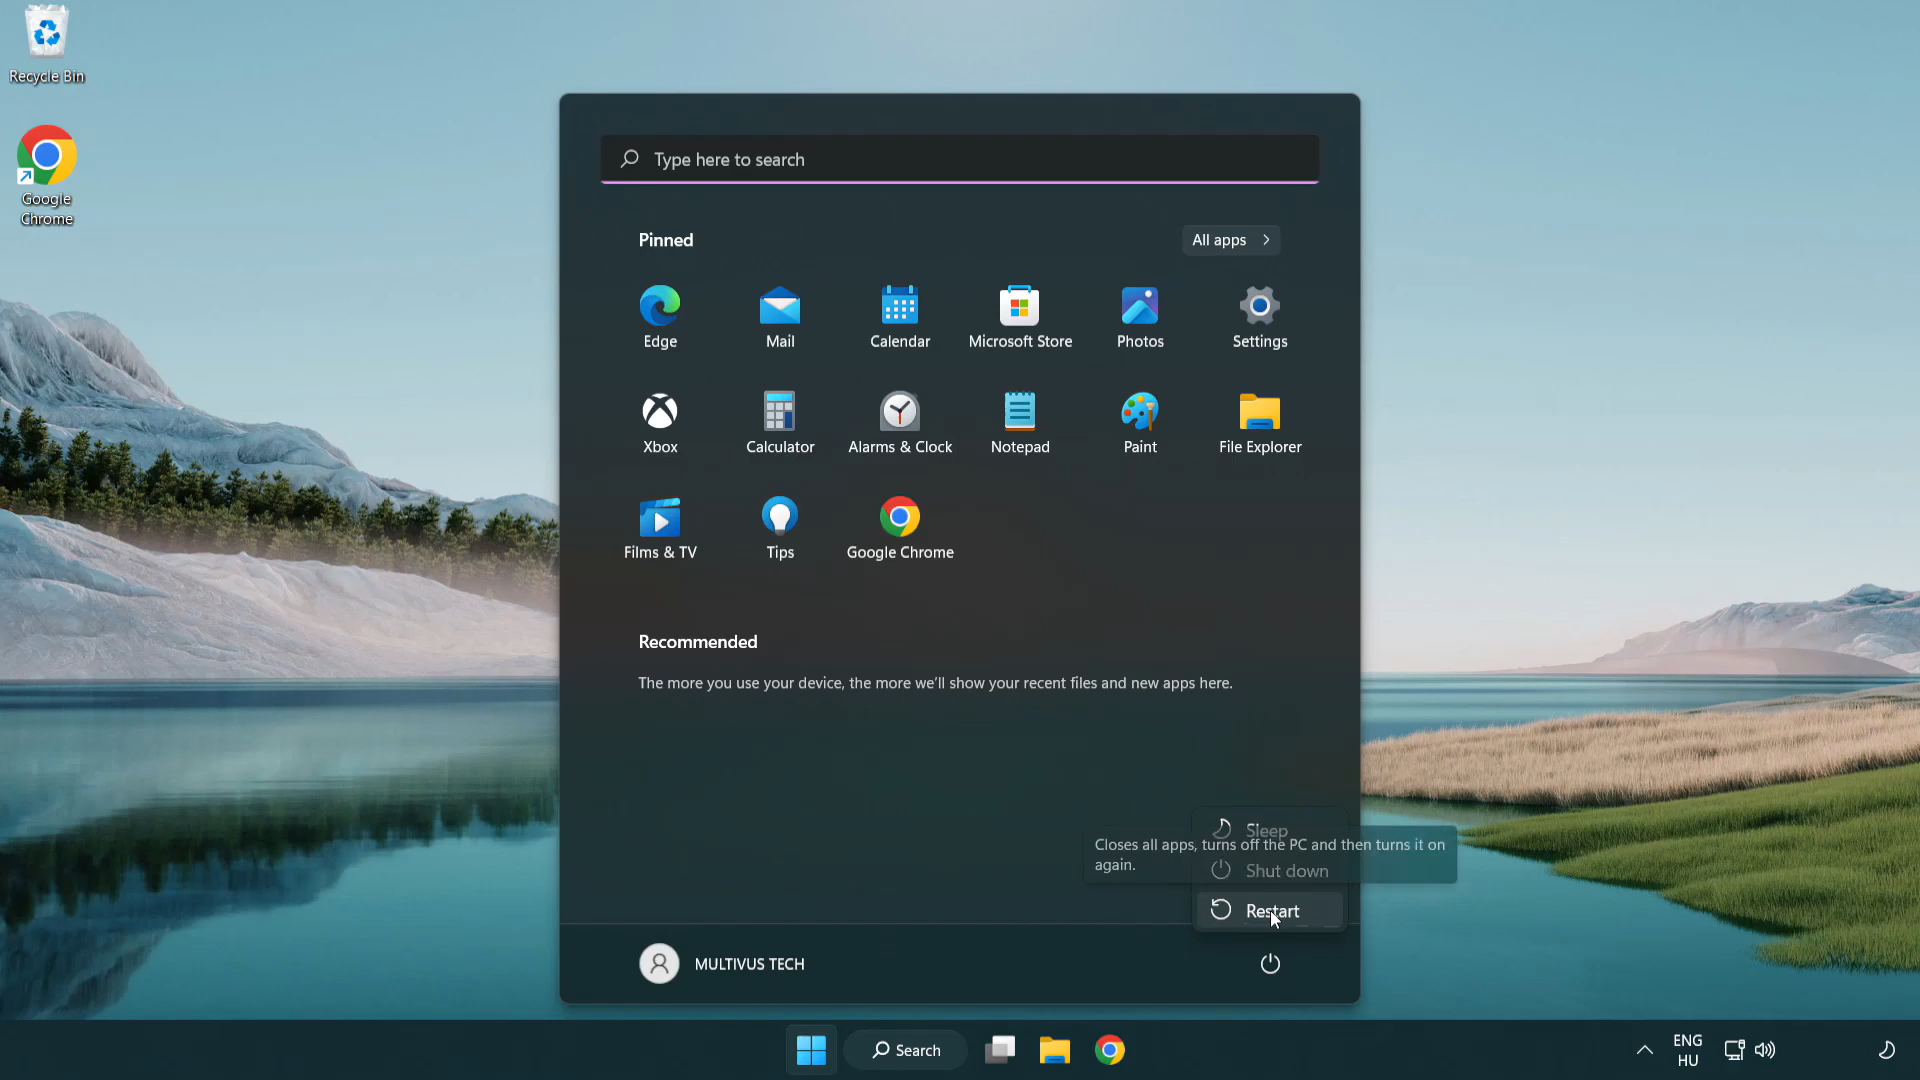 Recycle Bin
Google
Chrome
Type here to search
Pinned
All apps
Edge
Mail
Calendar
Microsoft Store
Photos
Settings
Xbox
Calculator
Alarms & Clock
Notepad
Paint
File Explorer
Films & TV
Tips
Google Chrome
Recommended
The more you use your device, the more we'll show your recent files and new apps here.
Sleep
Closes all apps, turns off the PC and then turns it on
again.
Shut down
Restart
MULTIVUS TECH
Search
ENG
HU